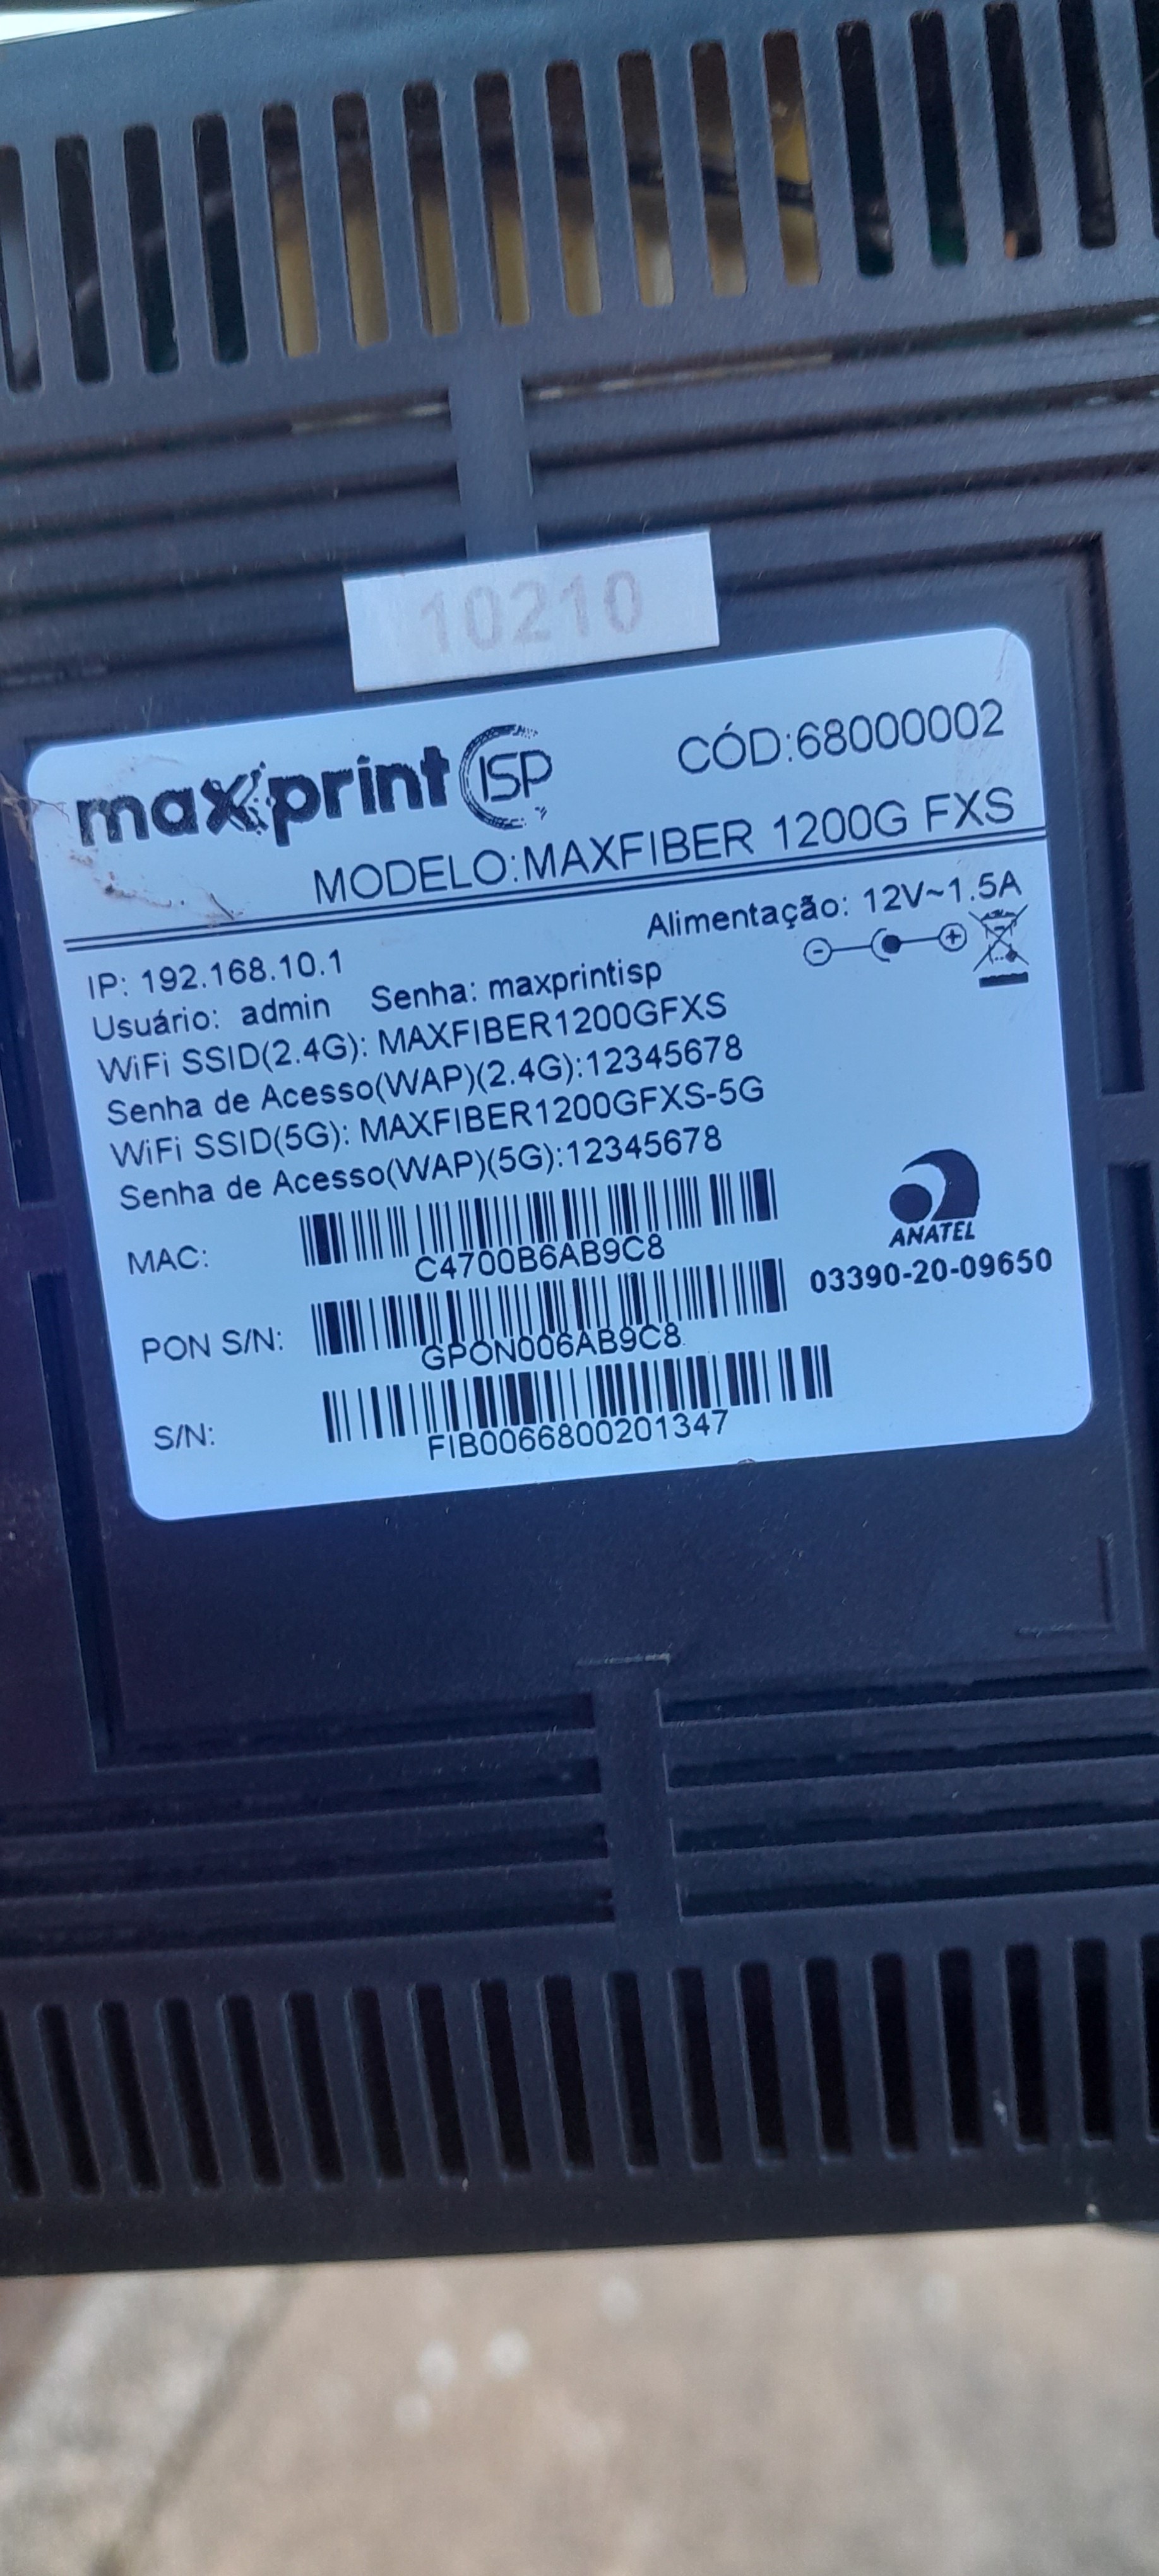 10210
maxprint ISP
CÓD:68000002
MODELO:MAXFIBER 1200G FXS
Alimentação: 12V~1.5A
IP: 192.168.10.1
Usuário: admin Senha: maxprintisp
WiFi SSID(2.4G): MAXFIBER1200GFXS
Senha de Acesso(WAP)(2.4G):12345678
WiFi SSID(5G): MAXFIBER1200GFXS-5G
Senha de Acesso(WAP)(5G):12345678
MAC:
C4700B6AB9C8
PON S/N:
GPON006AB9C8
S/N:
FIB0066800201347
ANATEL
03390-20-09650